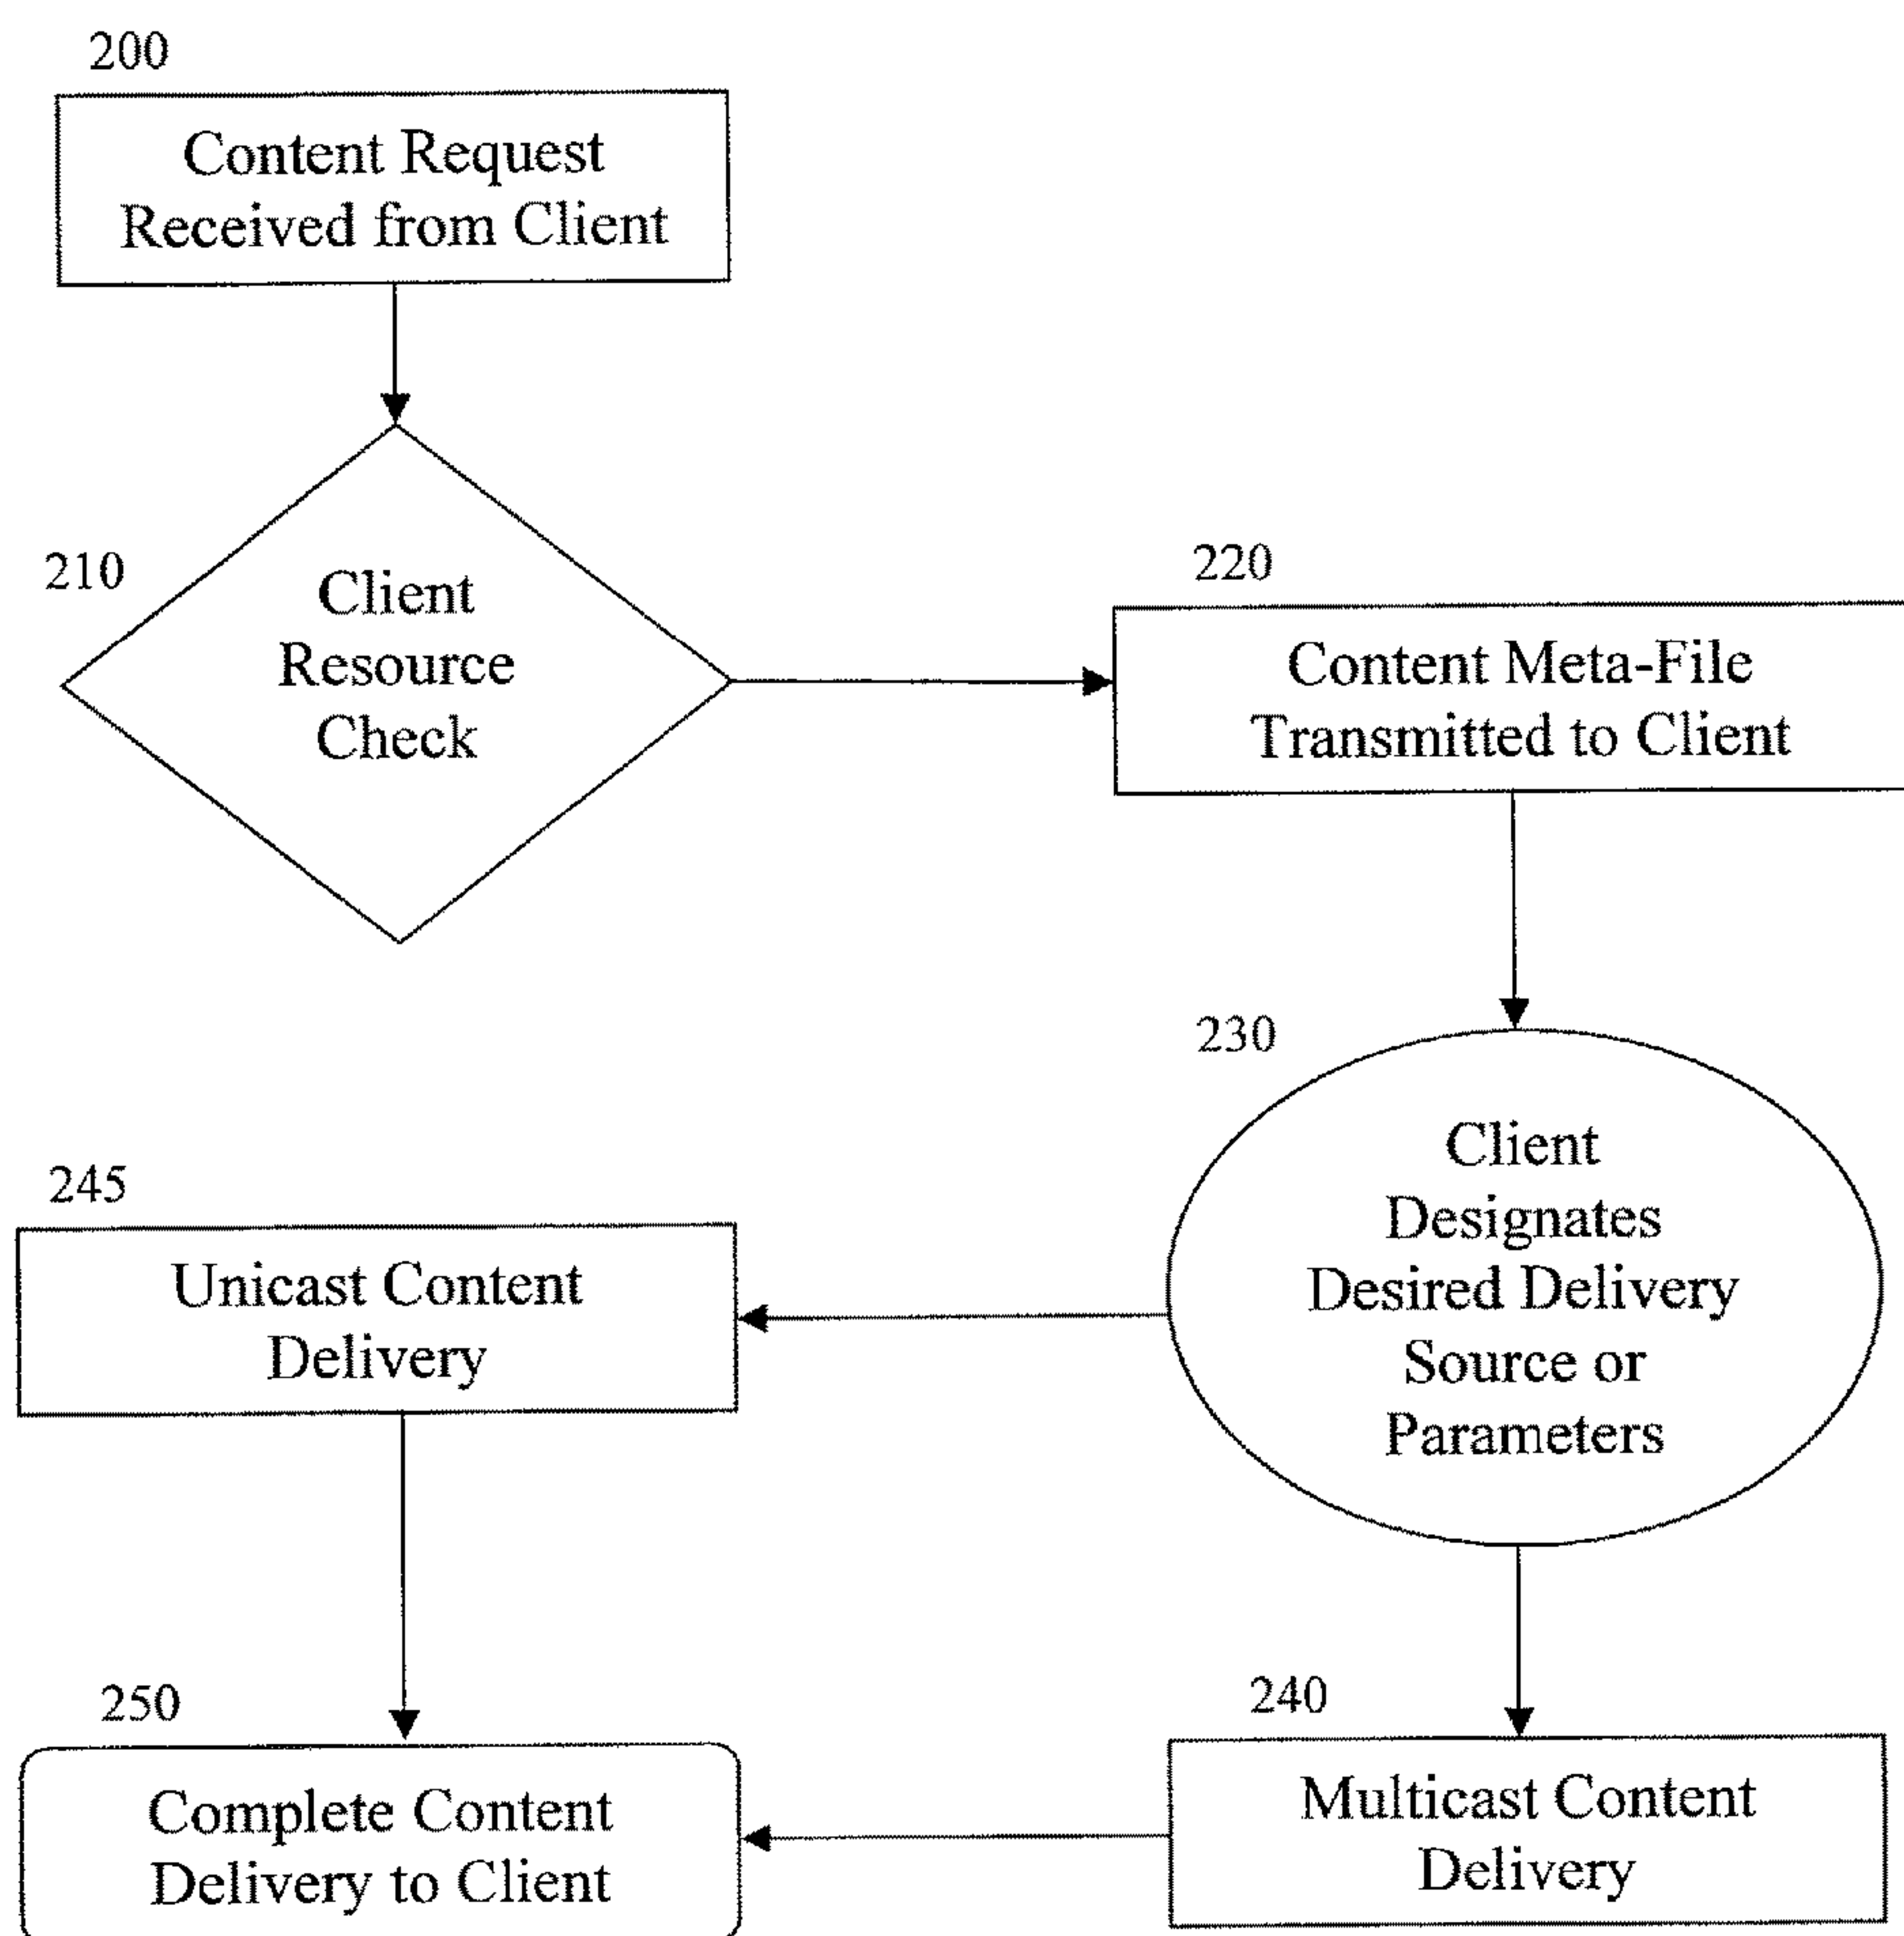 200
Content Request
Received from Client
210
Client
Resource
Check
220
Content Meta-File
Transmitted to Client
230
Client
Designates
Desired Delivery
Source or
Parameters
245
Unicast Content
Delivery
250
Complete Content
Delivery to Client
240
Multicast Content
Delivery